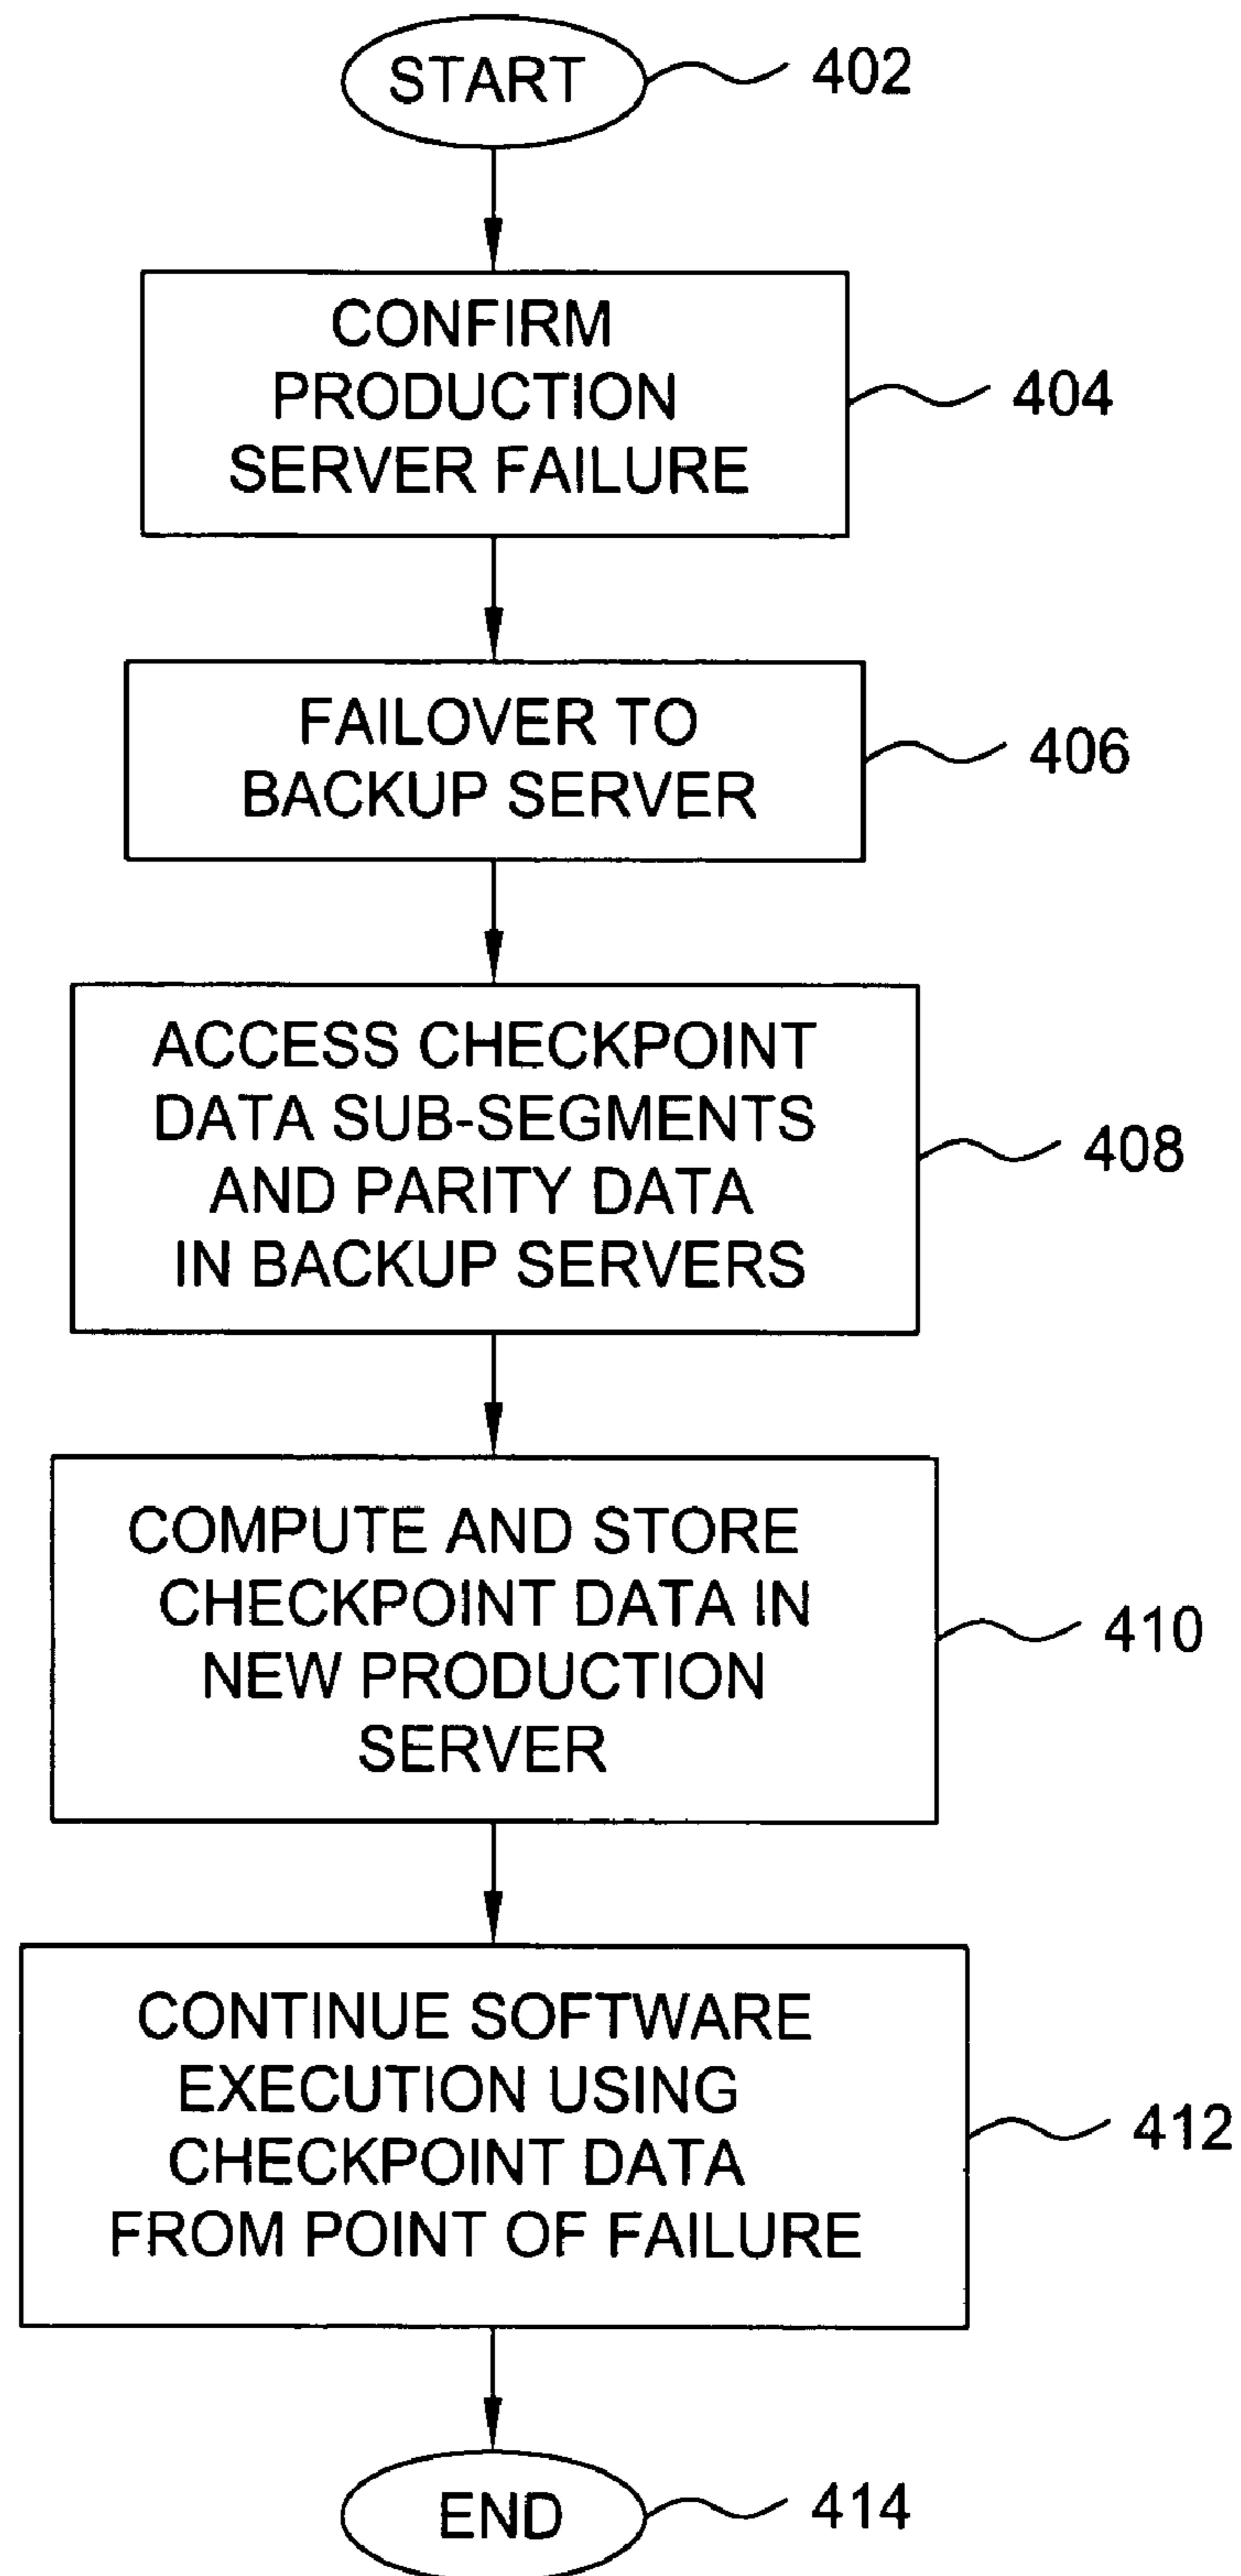 START
402
CONFIRM
PRODUCTION
SERVER FAILURE
404
FAILOVER TO
BACKUP SERVER
406
ACCESS CHECKPOINT
DATA SUB-SEGMENTS
AND PARITY DATA
IN BACKUP SERVERS
408
COMPUTE AND STORE
CHECKPOINT DATA IN
NEW PRODUCTION
SERVER
410
CONTINUE SOFTWARE
EXECUTION USING
CHECKPOINT DATA
FROM POINT OF FAILURE
412
END
414